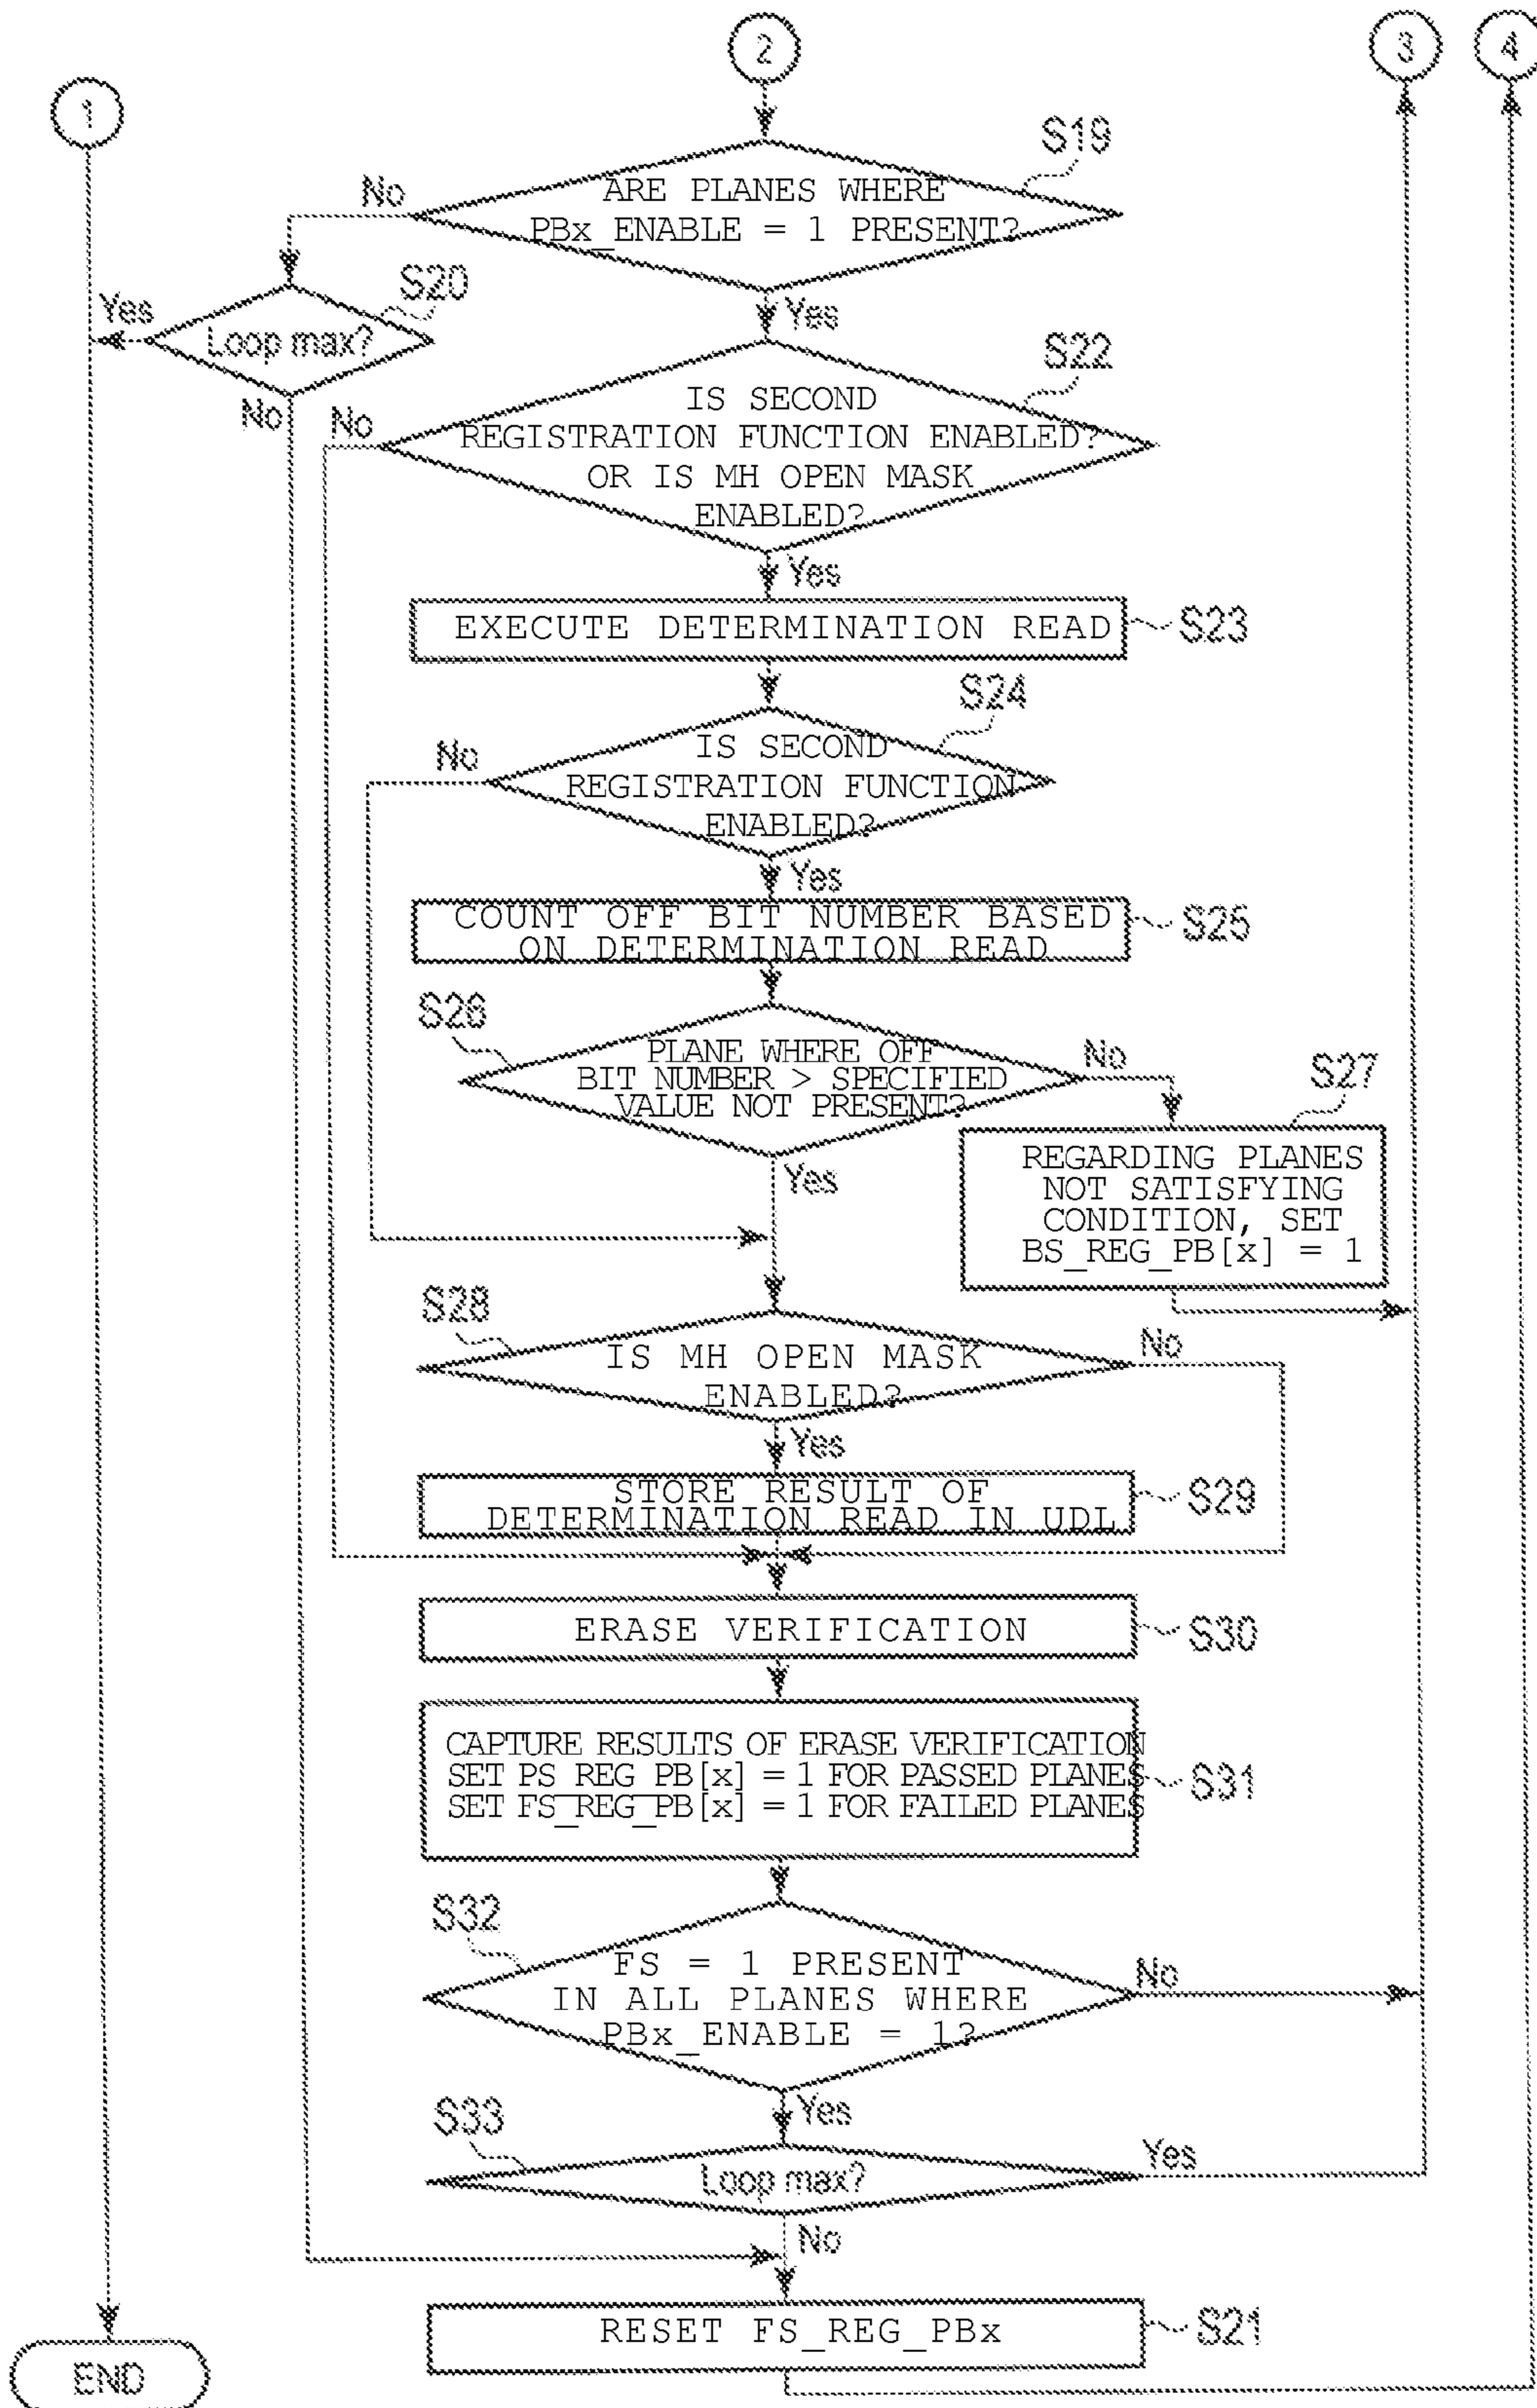 2
3
4
1
S19
ARE PLANES WHERE
PBx_ENABLE = 1 PRESENT?
No
Yes
S20
Loop max?
Yes
No
S22
IS SECOND
REGISTRATION FUNCTION ENABLED?
OR IS MH OPEN MASK
ENABLED?
No
Yes
EXECUTE DETERMINATION READ
S23
S24
IS SECOND
REGISTRATION FUNCTION
ENABLED?
No
Yes
COUNT OFF BIT NUMBER BASED
ON DETERMINATION READ
S25
S26
PLANE WHERE OFF
BIT NUMBER > SPECIFIED
VALUE NOT PRESENT?
No
Yes
S27
REGARDING PLANES
NOT SATISFYING
CONDITION, SET
BS_REG_PB[x] = 1
S28
IS MH OPEN MASK
ENABLED?
No
Yes
STORE RESULT OF
DETERMINATION READ IN UDL
S29
ERASE VERIFICATION
S30
CAPTURE RESULTS OF ERASE VERIFICATION
SET PS_REG_PB[x] = 1 FOR PASSED PLANES
SET FS_REG_PB[x] = 1 FOR FAILED PLANES
S31
S32
FS = 1 PRESENT
IN ALL PLANES WHERE
PBx_ENABLE = 1?
No
Yes
S33
Loop max?
Yes
No
RESET FS_REG_PBx
S21
END